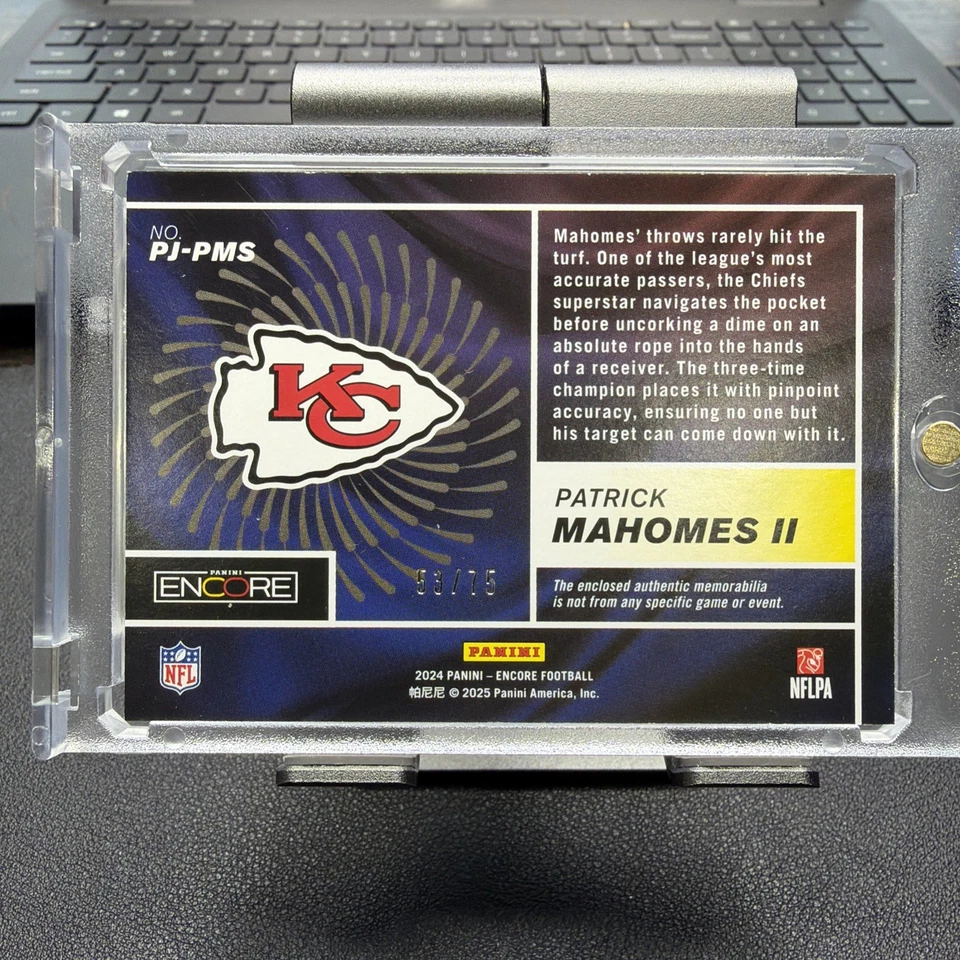 NO.
PJ-PMS
KC
Mahomes' throws rarely hit the
turf. One of the league's most
accurate passers, the Chiefs
superstar navigates the pocket
before uncorking a dime on an
absolute rope into the hands
of a receiver. The three-time
champion places it with pinpoint
accuracy, ensuring no one but
his target can come down with it.
PATRICK
MAHOMES II
PANINI
ENCORE
53/75
The enclosed authentic memorabilia
is not from any specific game or event.
NFL
PANINI
2024 PANINI – ENCORE FOOTBALL
帕尼尼 © 2025 Panini America, Inc.
NFLPA